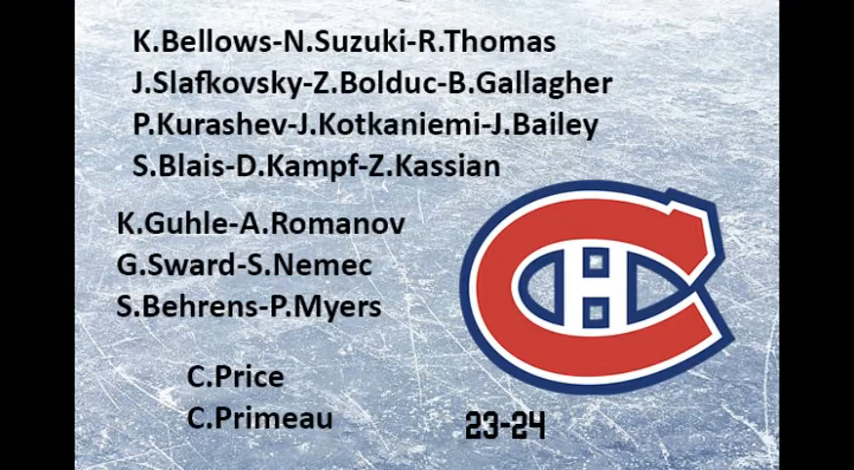 K.Bellows-N.Suzuki-R.Thomas
J.Slafkovsky-Z.Bolduc-B.Gallagher
P.Kurashev-J.Kotkaniemi-J.Bailey
S.Blais-D.Kampf-Z.Kassian
K.Guhle-A.Romanov
G.Sward-S.Nemec
S.Behrens-P.Myers
C.Price
C.Primeau
23-24